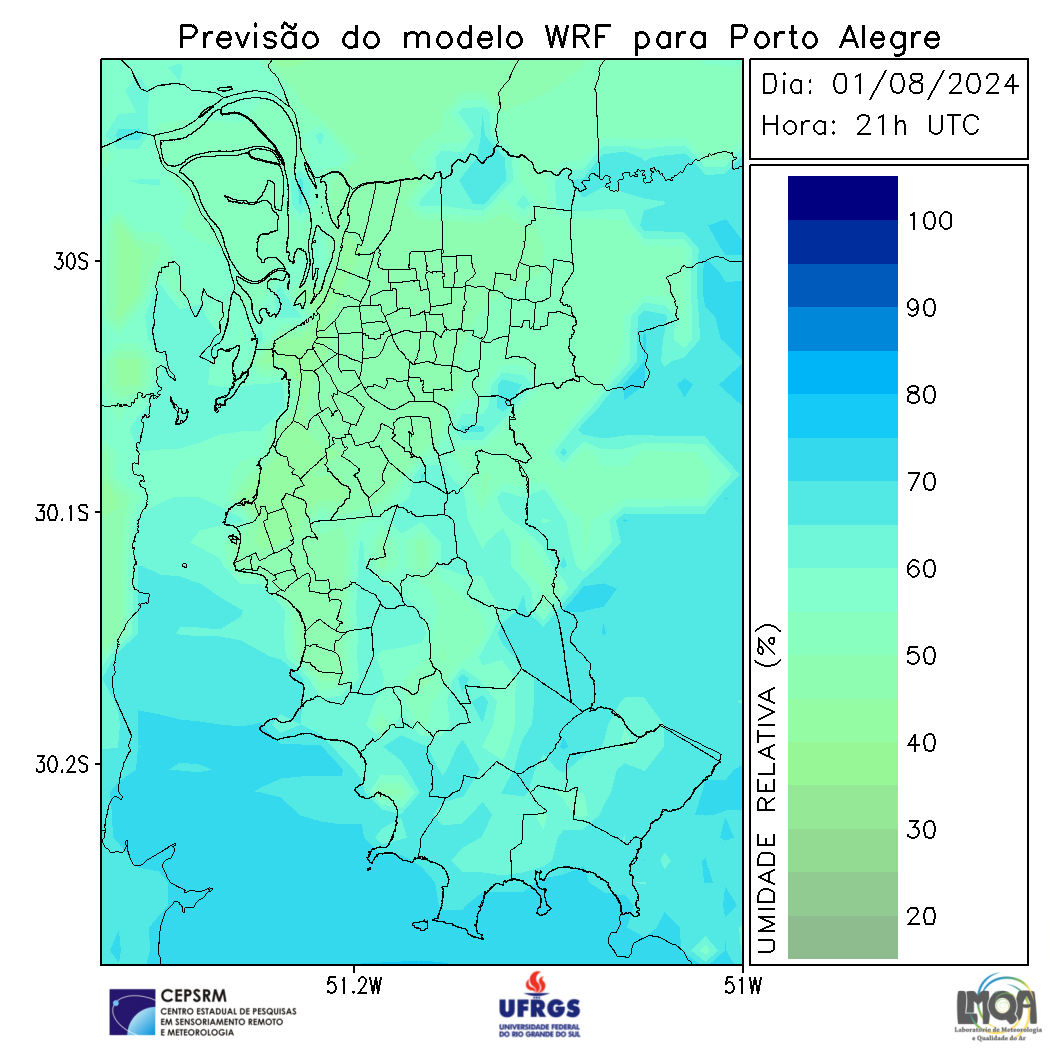 Previsão do modelo WRF para Porto Alegre
Dia: 01/08/2024
Hora: 21h UTC
100
90
80
70
60
50
40
30
20
UMIDADE RELATIVA (%)
30S
30.1S
30.2S
51.2W
51W
CEPSRM
CENTRO ESTADUAL DE PESQUISAS
EM SENSORIAMENTO REMOTO
E METEOROLOGIA
UFRGS
UNIVERSIDADE FEDERAL
DO RIO GRANDE DO SUL
LMQA
Laboratório de Meteorologia
e Qualidade do Ar